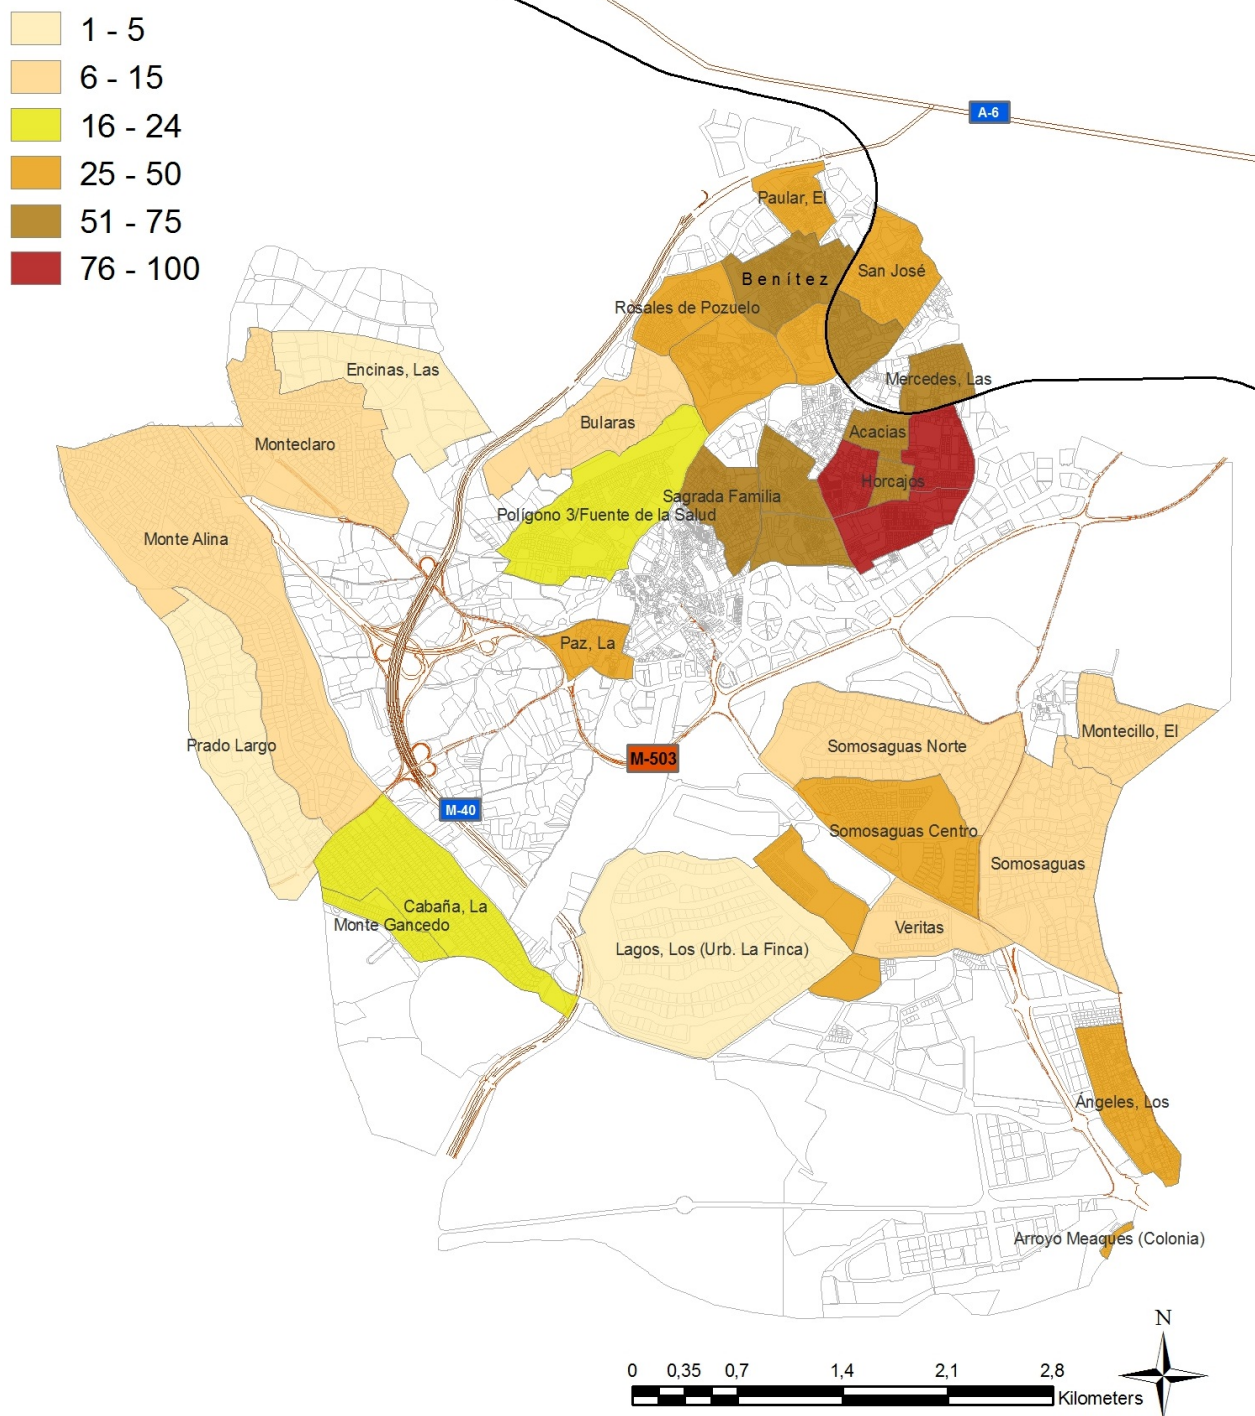 1 - 5
6 - 15
16 - 24
25 - 50
51 - 75
76 - 100
A-6
Paular, El
San José
Benítez
Rosales de Pozuelo
Encinas, Las
Mercedes, Las
Bularas
Acacias
Monteclaro
Horcajos
Sagrada Familia
Polígono 3/Fuente de la Salud
Monte Alina
Paz, La
Prado Largo
Somosaguas Norte
Montecillo, El
M-503
M-40
Somosaguas Centro
Somosaguas
Cabaña, La
Monte Gancedo
Veritas
Lagos, Los (Urb. La Finca)
Ángeles, Los
Arroyo Meaques (Colonia)
N
0 0,35 0,7 1,4 2,1 2,8
Kilometers